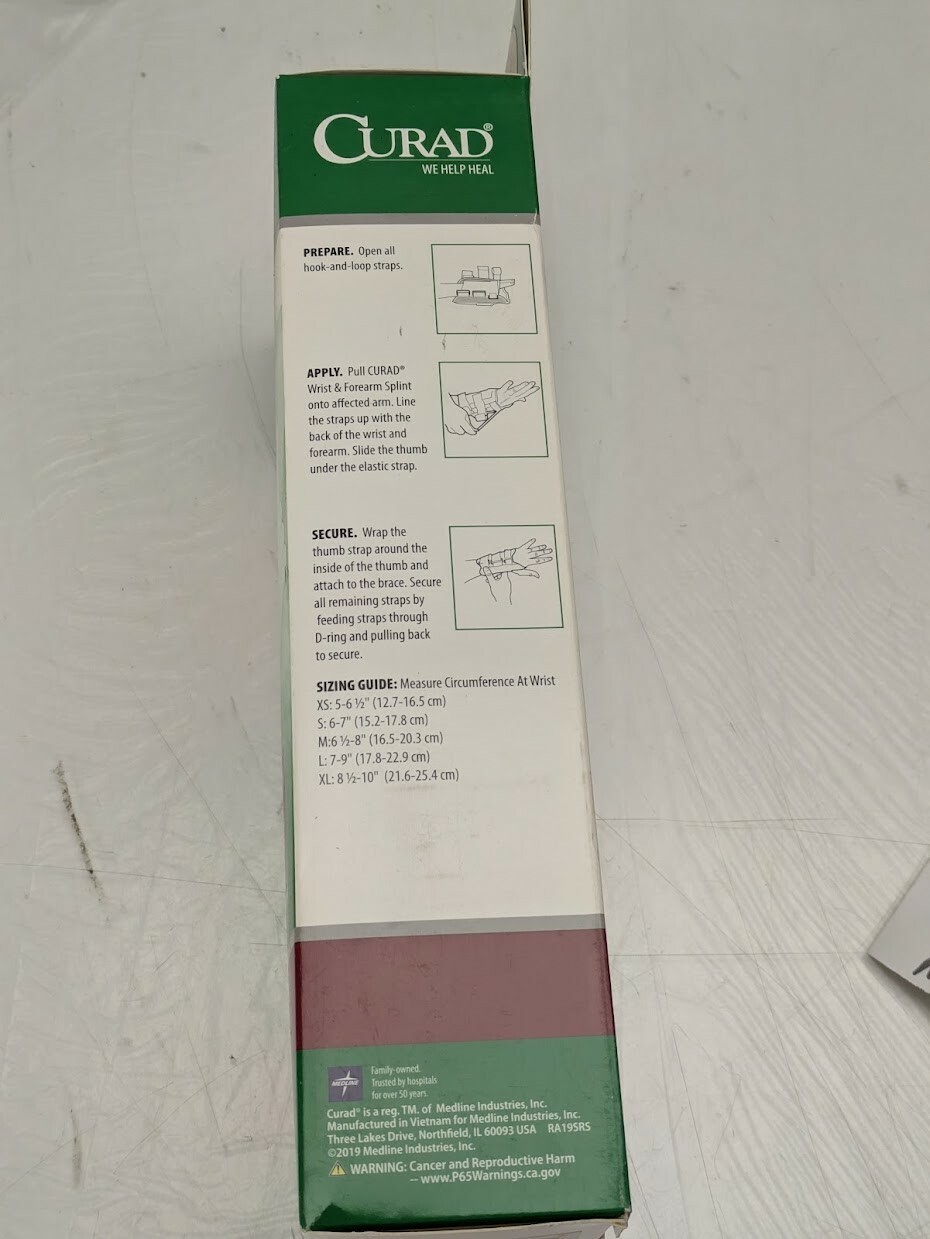 CURAD®
WE HELP HEAL
PREPARE. Open all
hook-and-loop straps.
APPLY. Pull CURAD®
Wrist & Forearm Splint
onto affected arm. Line
the straps up with the
back of the wrist and
forearm. Slide the thumb
under the elastic strap.
SECURE. Wrap the
thumb strap around the
inside of the thumb and
attach to the brace. Secure
all remaining straps by
feeding straps through
D-ring and pulling back
to secure.
SIZING GUIDE: Measure Circumference At Wrist
XS: 5-6 ½" (12.7-16.5 cm)
S: 6-7" (15.2-17.8 cm)
M:6 ½-8" (16.5-20.3 cm)
L: 7-9" (17.8-22.9 cm)
XL: 8 ½-10" (21.6-25.4 cm)
MEDLINE
Family-owned.
Trusted by hospitals
for over 50 years.
Curad® is a reg. TM. of Medline Industries, Inc.
Manufactured in Vietnam for Medline Industries, Inc.
Three Lakes Drive, Northfield, IL 60093 USA RA19SRS
©2019 Medline Industries, Inc.
WARNING: Cancer and Reproductive Harm
– www.P65Warnings.ca.gov